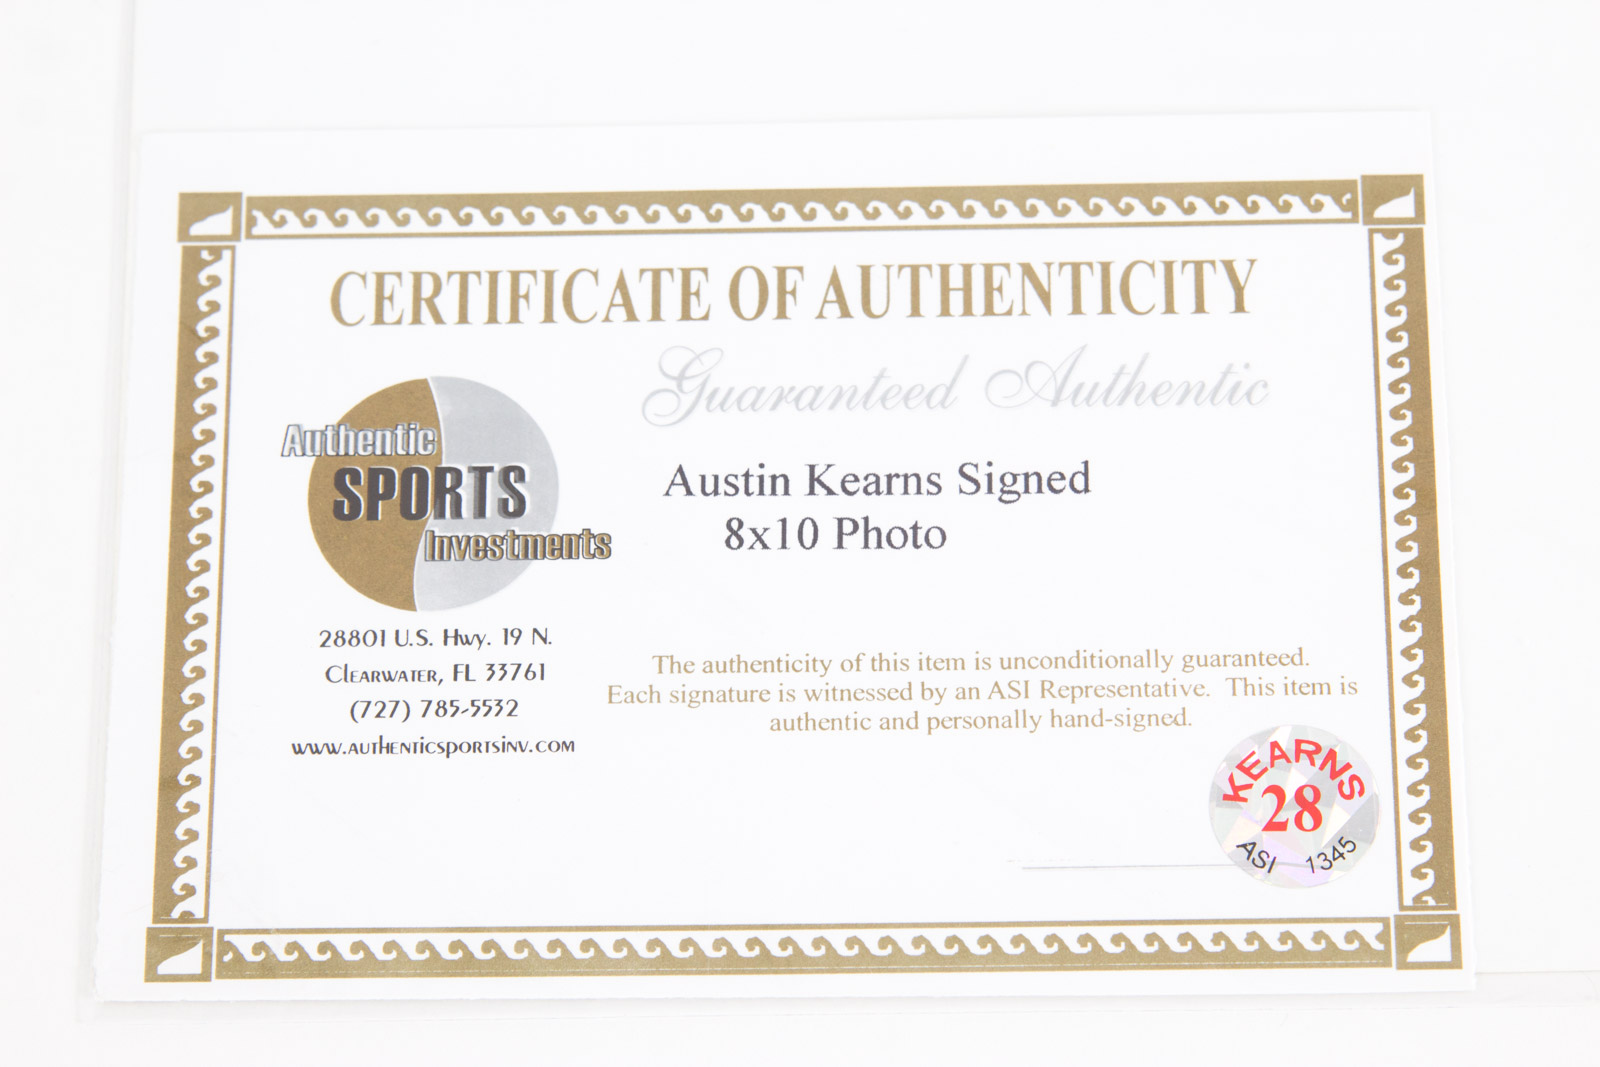 CERTIFICATE OF AUTHENTICITY
Guaranteed Authentic
Authentic
SPORTS
Investments
Austin Kearns Signed
8x10 Photo
28801 U.S. Hwy. 19 N.
Clearwater, FL 33761
(727) 785-5532
www.authenticsportsinv.com
The authenticity of this item is unconditionally guaranteed.
Each signature is witnessed by an ASI Representative. This item is
authentic and personally hand-signed.
KEARNS
28
ASI 1345